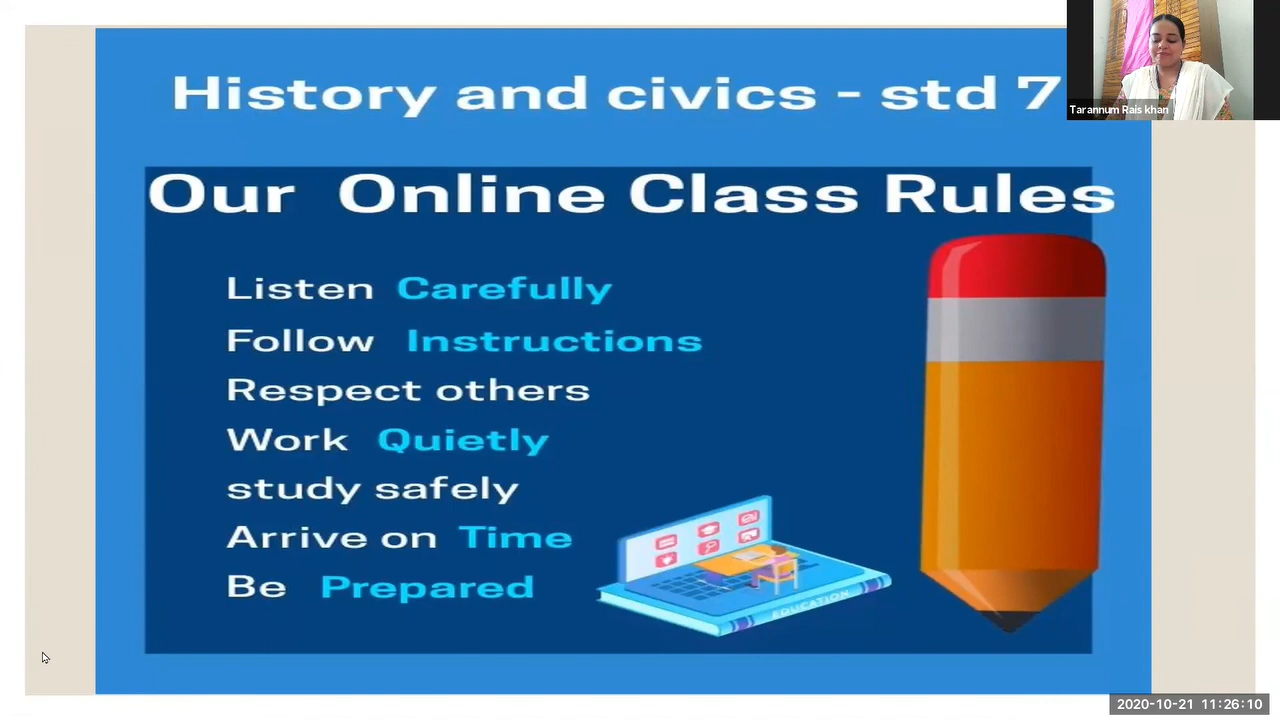 History and civics - std 7
Tarannum Rais khan
Our Online Class Rules
Listen Carefully
Follow Instructions
Respect others
Work Quietly
study safely
Arrive on Time
Be Prepared
EDUCATION
2020-10-21 11:26:10